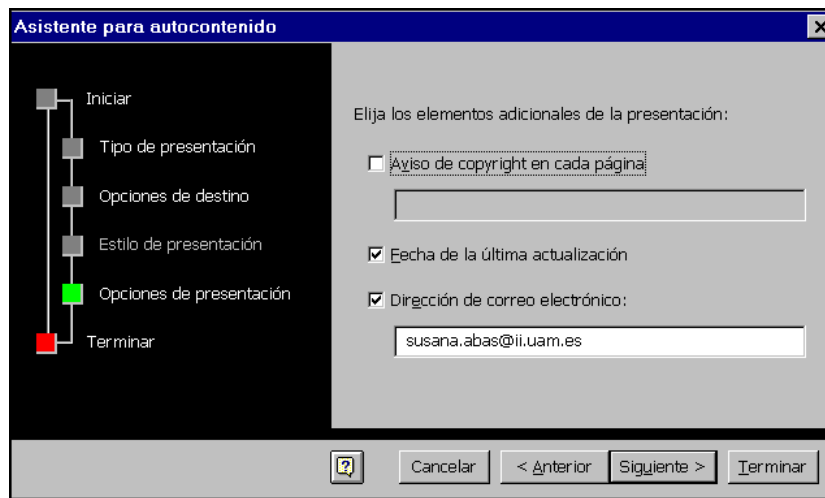 Asistente para autocontenido
Iniciar
Tipo de presentación
Opciones de destino
Estilo de presentación
Opciones de presentación
Terminar
Elija los elementos adicionales de la presentación:
Aviso de copyright en cada página
Fecha de la última actualización
Dirección de correo electrónico:
susana.abas@ii.uam.es
Cancelar
< Anterior
Siguiente >
Terminar